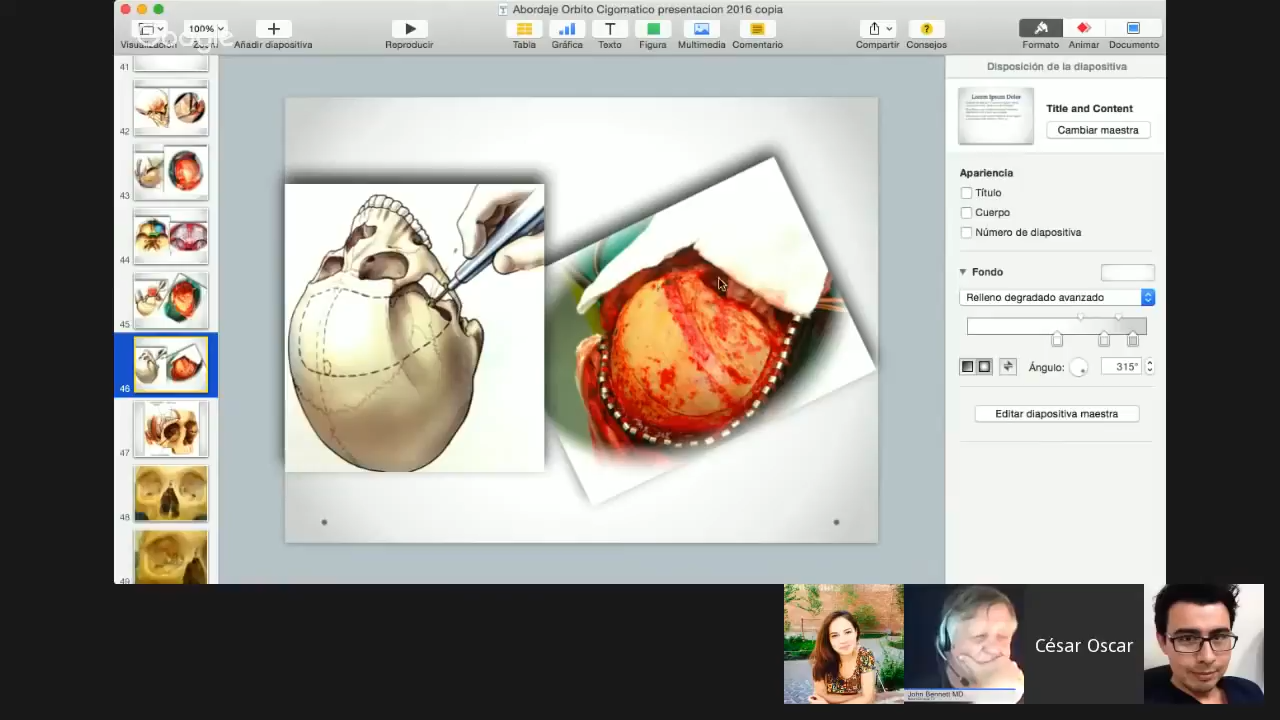 Abordaje Orbito Cigomatico presentacion 2016 copia
100%
Visualización Zoom Añadir diapositiva Reproducir Tabla Gráfica Texto Figura Multimedia Comentario Compartir Consejos Formato Animar Documento
Google
41
42
43
44
45
46
47
48
49
Disposición de la diapositiva
Lorem Ipsum Dolor
Title and Content
Cambiar maestra
Apariencia
Título
Cuerpo
Número de diapositiva
Fondo
Relleno degradado avanzado
Ángulo: 315°
Editar diapositiva maestra
John Bennett MD
César Oscar